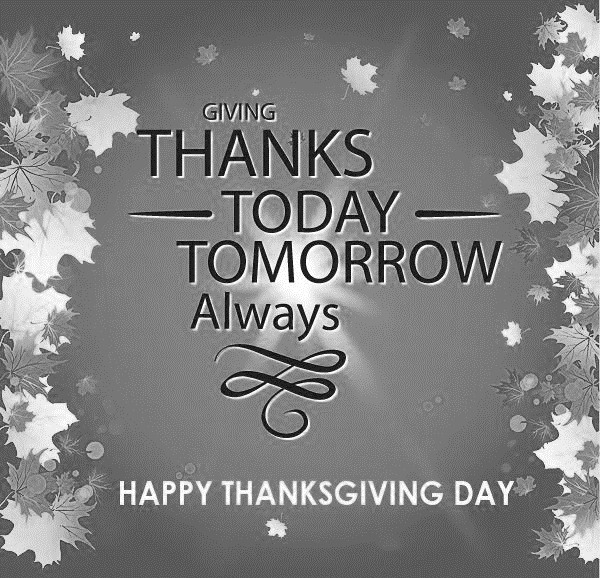 GIVING
THANKS
TODAY
TOMORROW
Always
HAPPY THANKSGIVING DAY